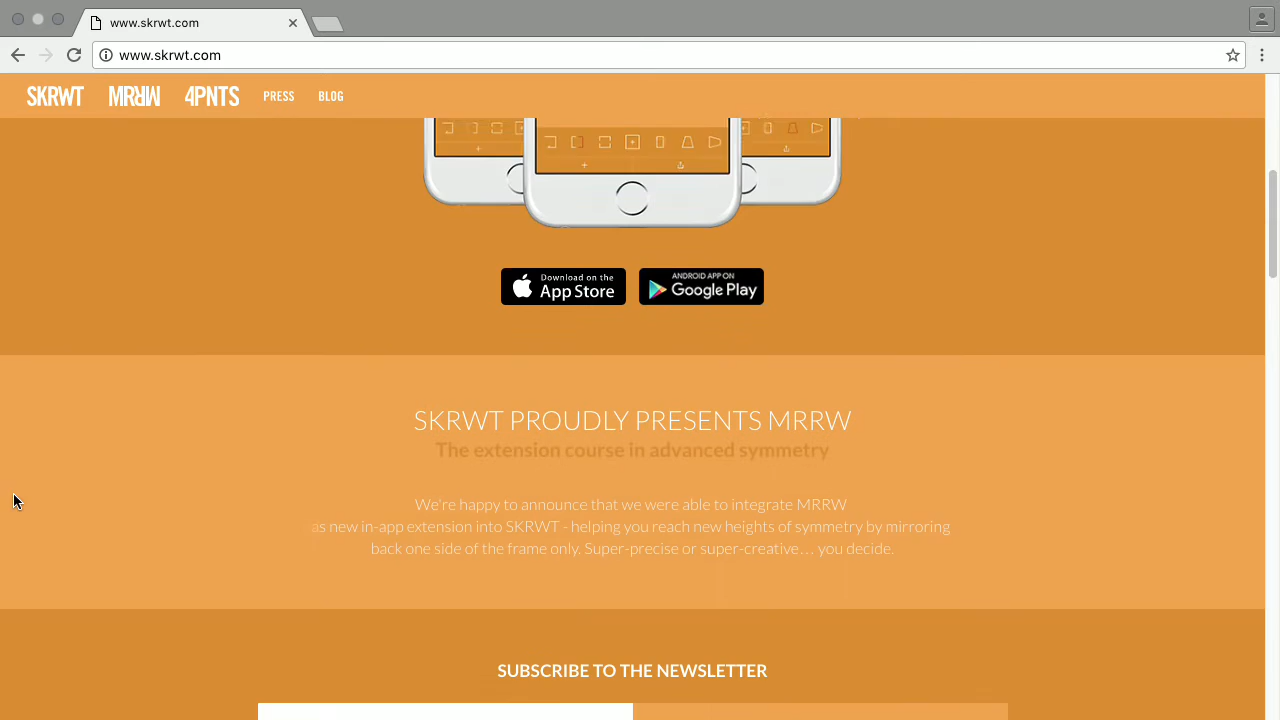 www.skrwt.com
www.skrwt.com
SKRWT MRRW 4PNTS PRESS BLOG
Download on the
App Store
ANDROID APP ON
Google Play
SKRWT PROUDLY PRESENTS MRRW
The extension course in advanced symmetry
We're happy to announce that we were able to integrate MRRW
as new in-app extension into SKRWT - helping you reach new heights of symmetry by mirroring
back one side of the frame only. Super-precise or super-creative… you decide.
SUBSCRIBE TO THE NEWSLETTER